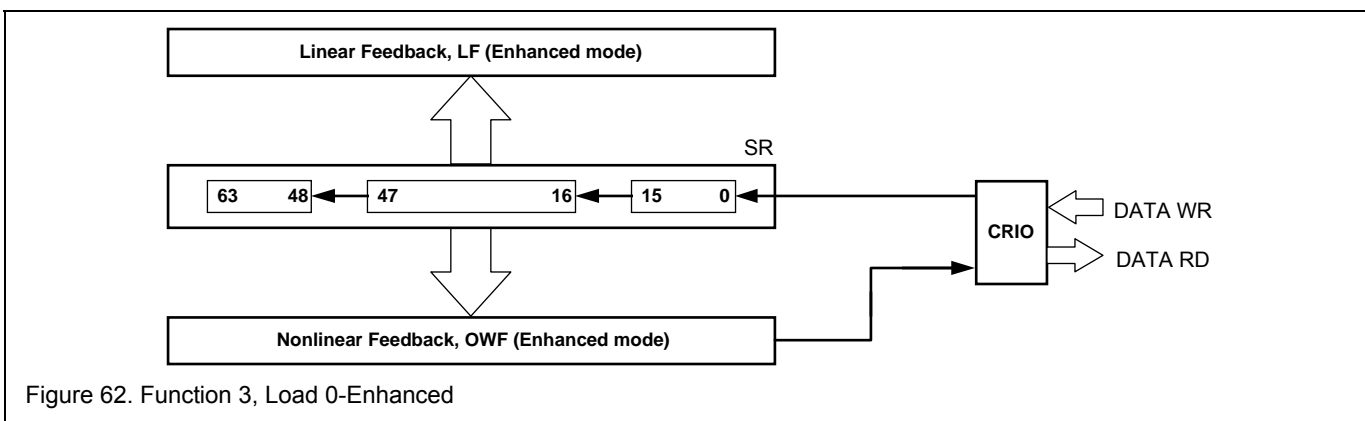 Linear Feedback, LF (Enhanced mode)
SR
63 48 47 16 15 0
CRIO
DATA WR
DATA RD
Nonlinear Feedback, OWF (Enhanced mode)
Figure 62. Function 3, Load 0-Enhanced